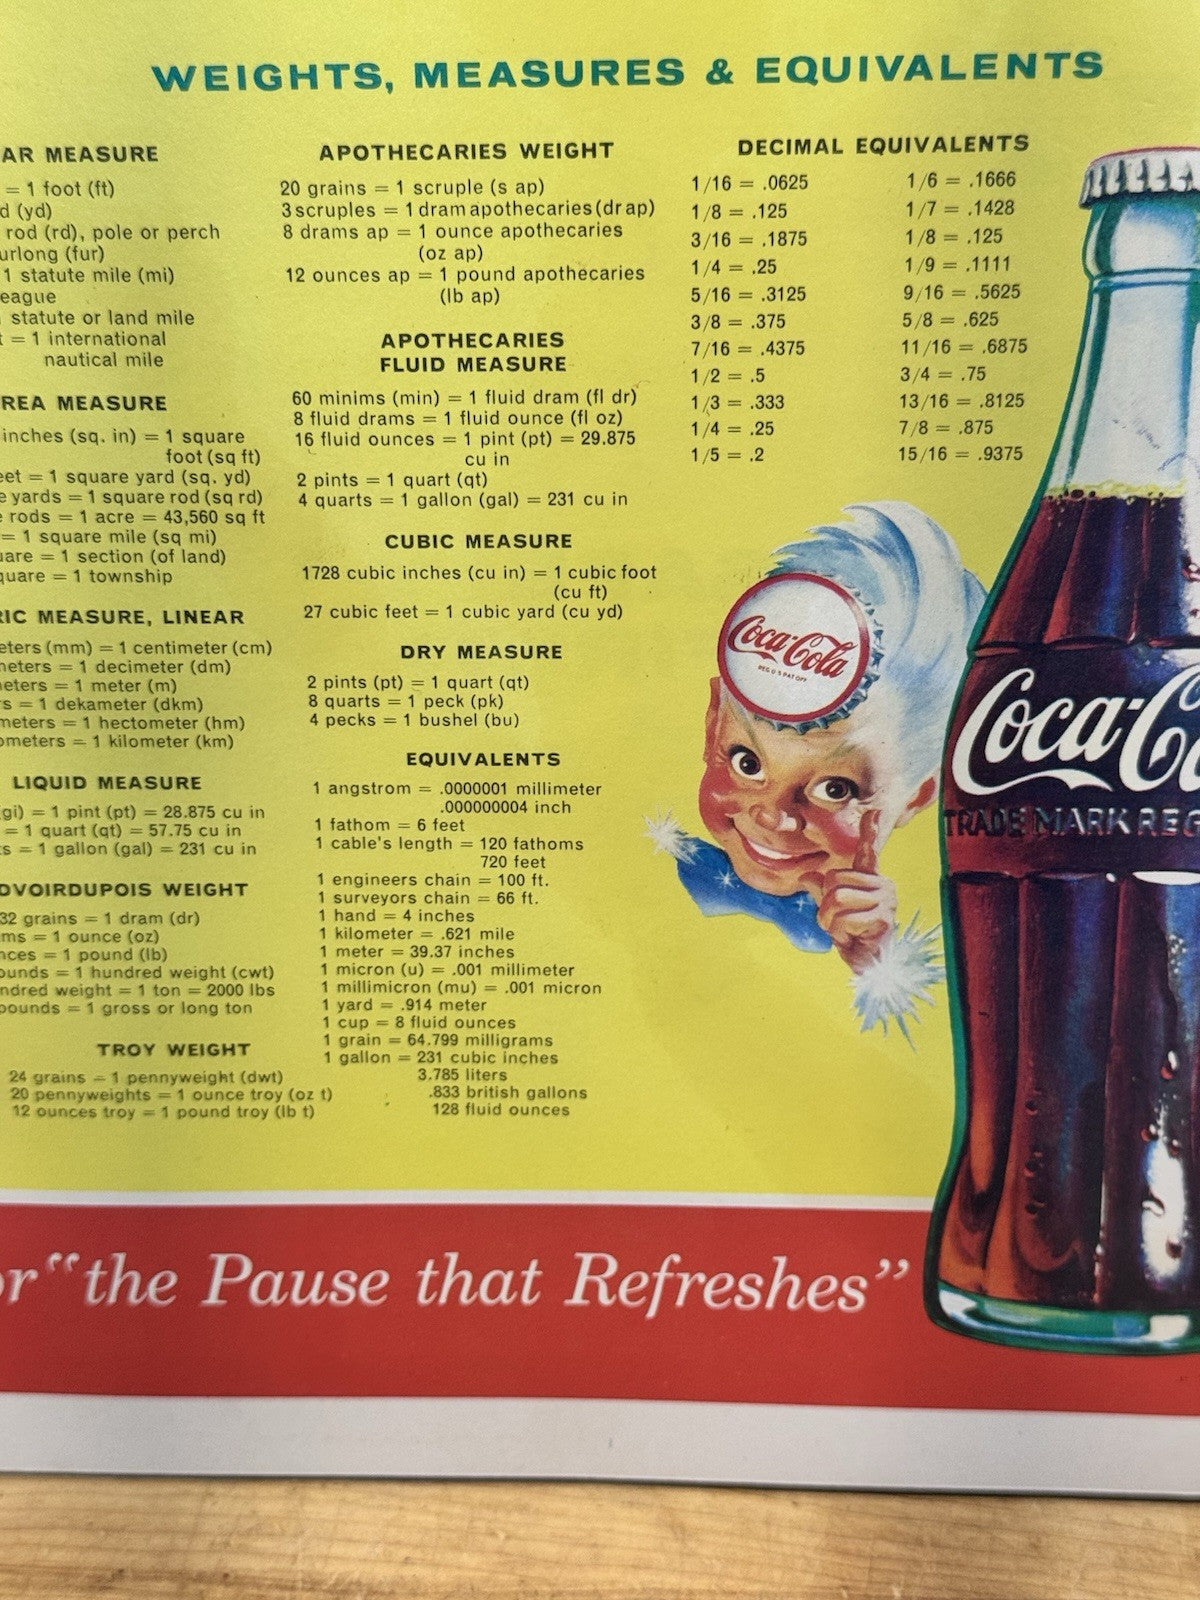 WEIGHTS, MEASURES & EQUIVALENTS
AR MEASURE
= 1 foot (ft)
d (yd)
rod (rd), pole or perch
urlong (fur)
1 statute mile (mi)
eague
statute or land mile
t = 1 international
nautical mile
REA MEASURE
inches (sq. in) = 1 square
foot (sq ft)
eet = 1 square yard (sq. yd)
e yards = 1 square rod (sq rd)
e rods = 1 acre = 43,560 sq ft
= 1 square mile (sq mi)
uare = 1 section (of land)
quare = 1 township
RIC MEASURE, LINEAR
eters (mm) = 1 centimeter (cm)
neters = 1 decimeter (dm)
eters = 1 meter (m)
s = 1 dekameter (dkm)
meters = 1 hectometer (hm)
ometers = 1 kilometer (km)
LIQUID MEASURE
gi) = 1 pint (pt) = 28.875 cu in
= 1 quart (qt) = 57.75 cu in
ts = 1 gallon (gal) = 231 cu in
OVOIRDUPOIS WEIGHT
32 grains = 1 dram (dr)
ms = 1 ounce (oz)
nces = 1 pound (lb)
ounds = 1 hundred weight (cwt)
ndred weight = 1 ton = 2000 lbs
pounds = 1 gross or long ton
TROY WEIGHT
24 grains = 1 pennyweight (dwt)
20 pennyweights = 1 ounce troy (oz t)
12 ounces troy = 1 pound troy (lb t)
APOTHECARIES WEIGHT
20 grains = 1 scruple (s ap)
3 scruples = 1 dram apothecaries (dr ap)
8 drams ap = 1 ounce apothecaries
(oz ap)
12 ounces ap = 1 pound apothecaries
(lb ap)
APOTHECARIES
FLUID MEASURE
60 minims (min) = 1 fluid dram (fl dr)
8 fluid drams = 1 fluid ounce (fl oz)
16 fluid ounces = 1 pint (pt) = 29.875
cu in
2 pints = 1 quart (qt)
4 quarts = 1 gallon (gal) = 231 cu in
CUBIC MEASURE
1728 cubic inches (cu in) = 1 cubic foot
(cu ft)
27 cubic feet = 1 cubic yard (cu yd)
DRY MEASURE
2 pints (pt) = 1 quart (qt)
8 quarts = 1 peck (pk)
4 pecks = 1 bushel (bu)
EQUIVALENTS
1 angstrom = .0000001 millimeter
.000000004 inch
1 fathom = 6 feet
1 cable's length = 120 fathoms
720 feet
1 engineers chain = 100 ft.
1 surveyors chain = 66 ft.
1 hand = 4 inches
1 kilometer = .621 mile
1 meter = 39.37 inches
1 micron (u) = .001 millimeter
1 millimicron (mu) = .001 micron
1 yard = .914 meter
1 cup = 8 fluid ounces
1 grain = 64.799 milligrams
1 gallon = 231 cubic inches
3.785 liters
.833 british gallons
128 fluid ounces
DECIMAL EQUIVALENTS
1/16 = .0625
1/8 = .125
3/16 = .1875
1/4 = .25
5/16 = .3125
3/8 = .375
7/16 = .4375
1/2 = .5
1/3 = .333
1/4 = .25
1/5 = .2
1/6 = .1666
1/7 = .1428
1/8 = .125
1/9 = .1111
9/16 = .5625
5/8 = .625
11/16 = .6875
3/4 = .75
13/16 = .8125
7/8 = .875
15/16 = .9375
Coca-Cola
REG U S PAT OFF
Coca-C
TRADE MARK REG
or "the Pause that Refreshes"